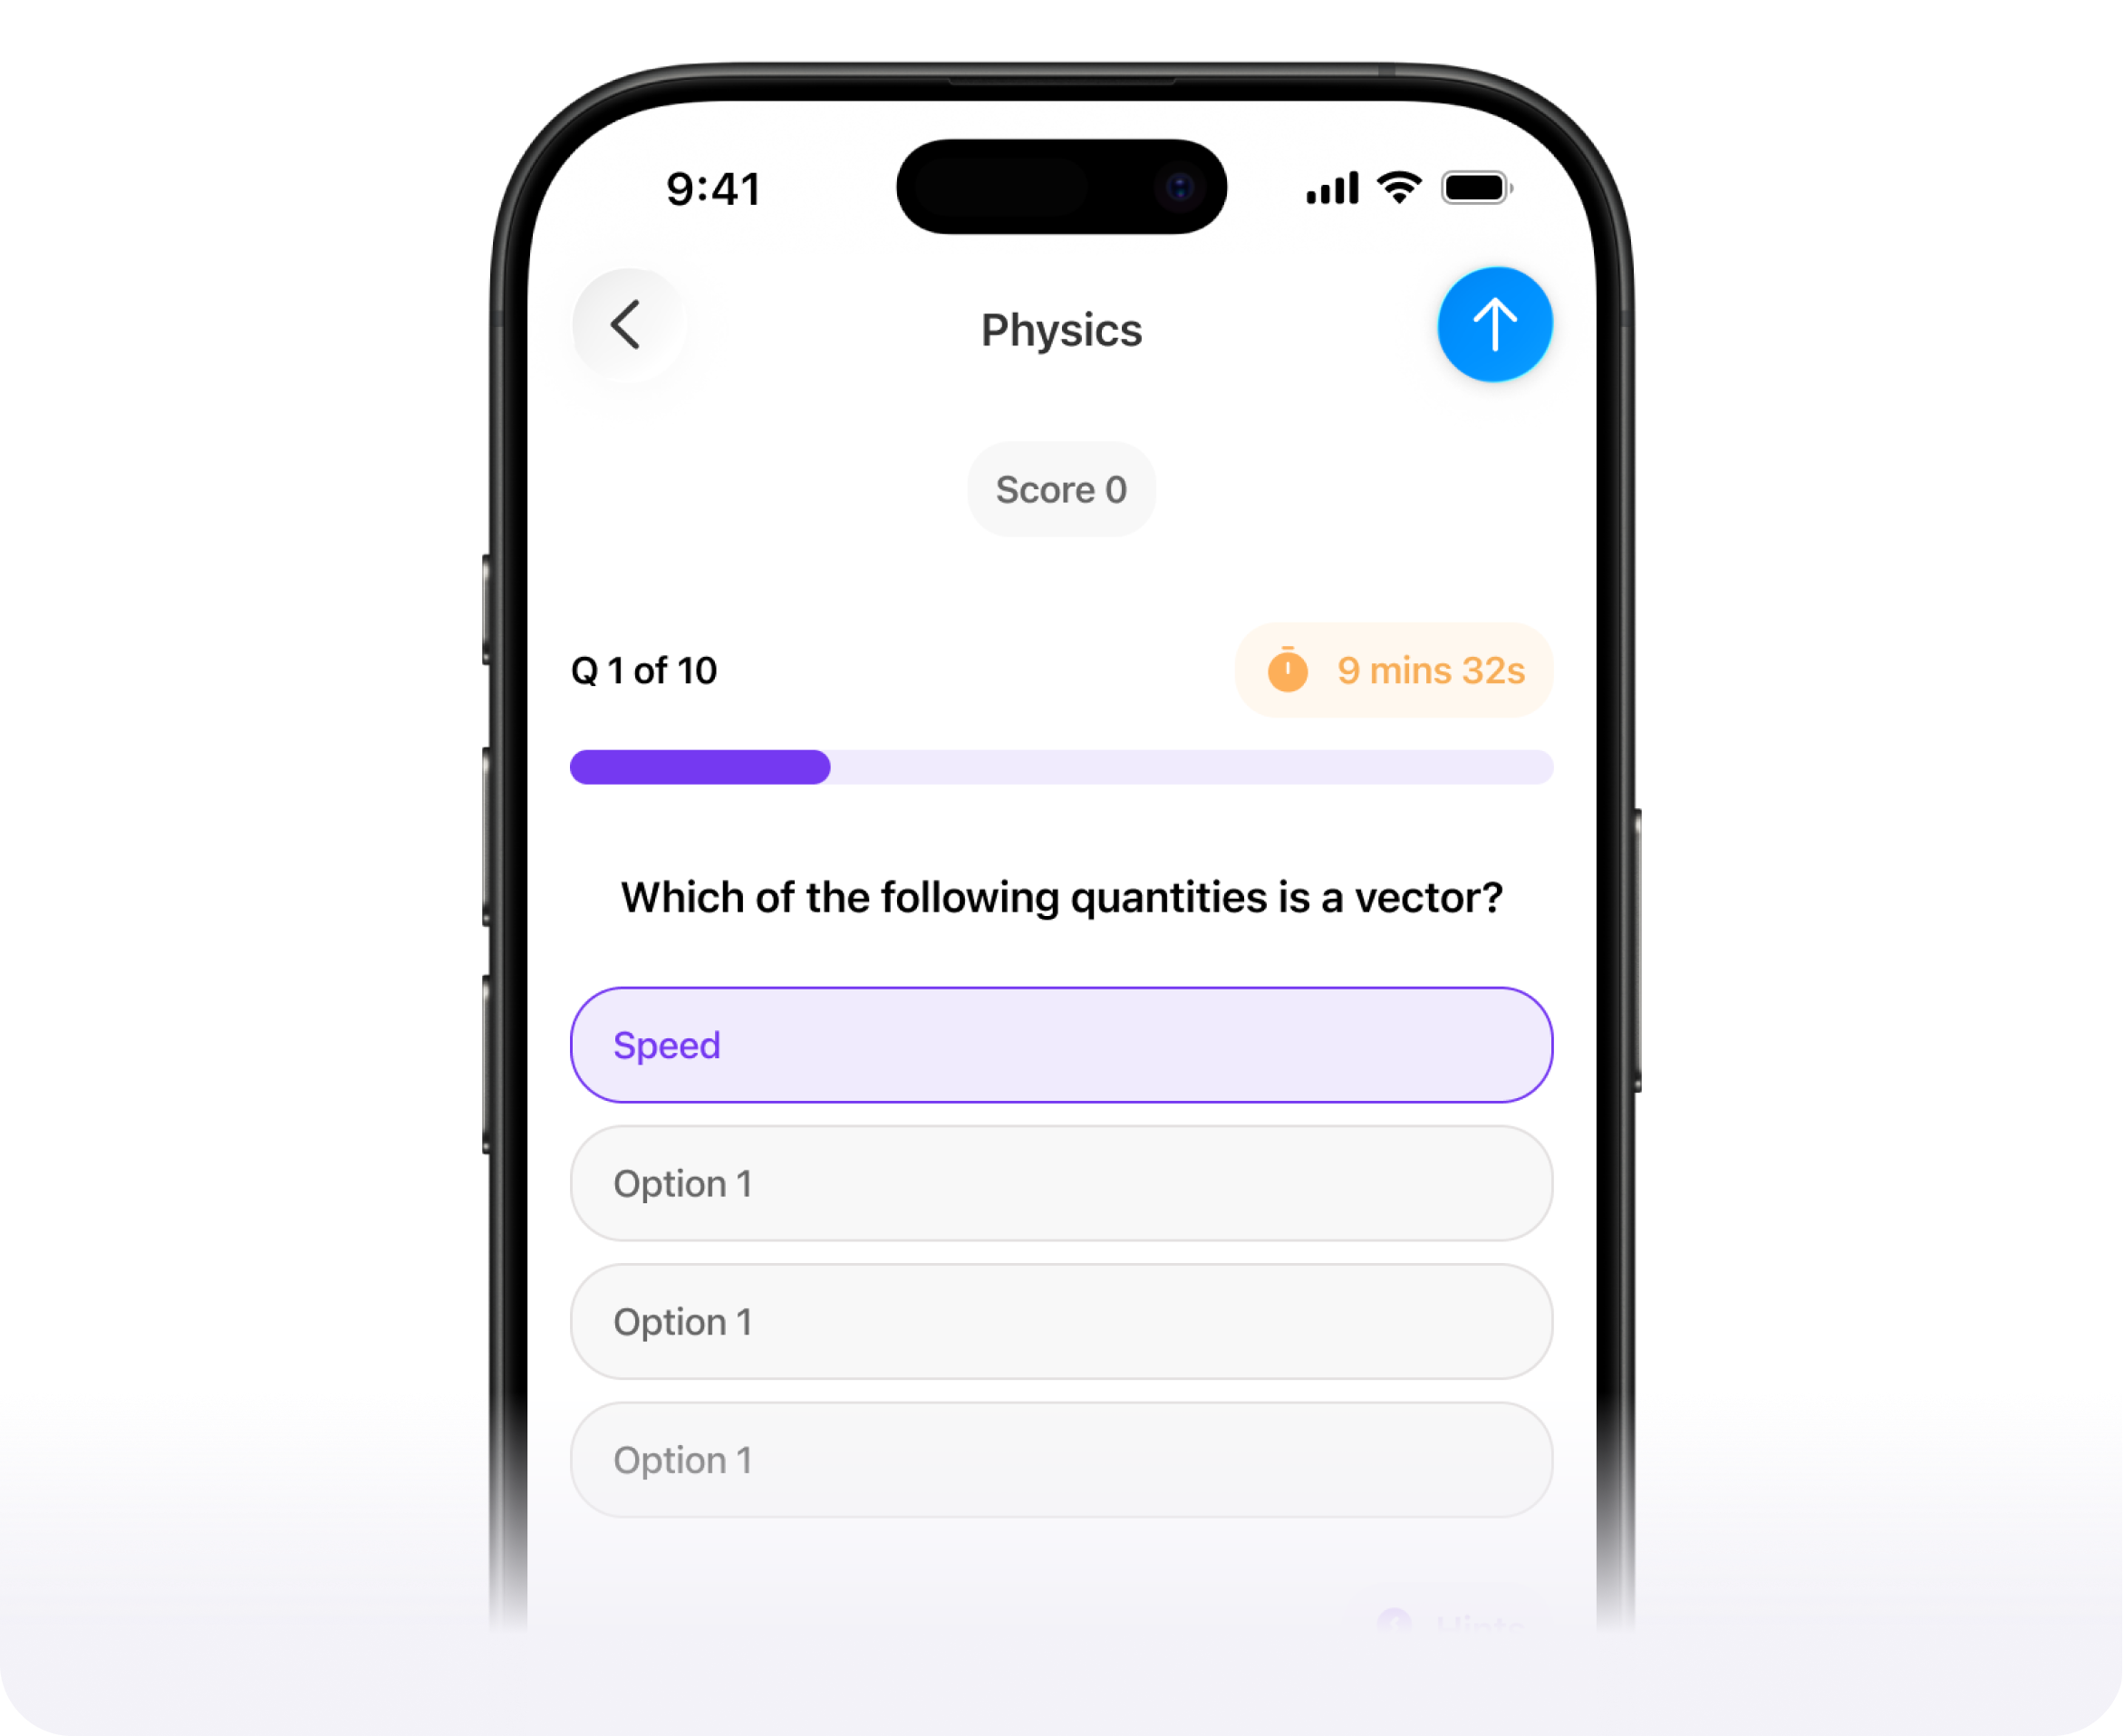 9:41
Physics
Score 0
Q 1 of 10
9 mins 32s
Which of the following quantities is a vector?
Speed
Option 1
Option 1
Option 1
Hints